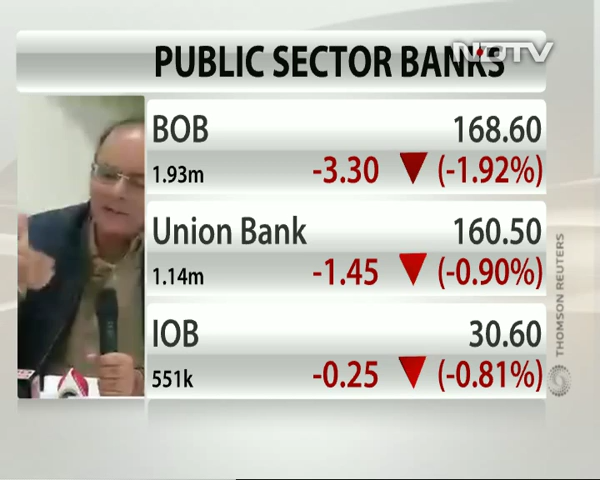 NDTV
PUBLIC SECTOR BANKS
BOB 168.60
1.93m -3.30 ▼ (-1.92%)
Union Bank 160.50
1.14m -1.45 ▼ (-0.90%)
IOB 30.60
551k -0.25 ▼ (-0.81%)
THOMSON REUTERS